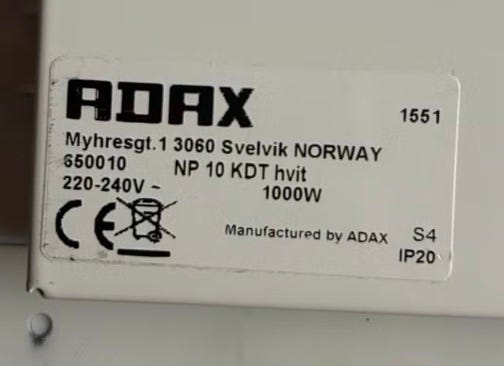 ADAX
1551
Myhresgt.1 3060 Svelvik NORWAY
650010 NP 10 KDT hvit
220-240V ~ 1000W
CE
Manufactured by ADAX S4
IP20